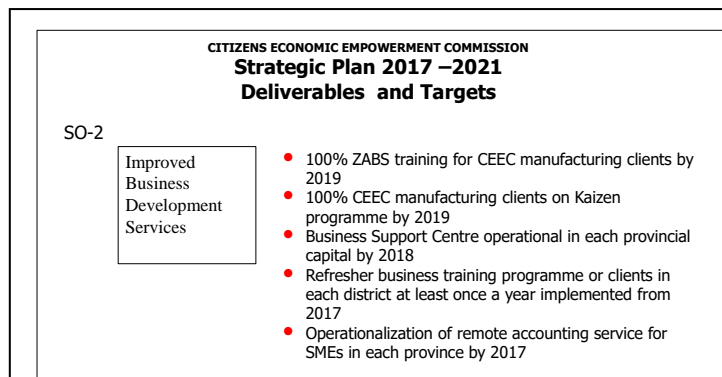 CITIZENS ECONOMIC EMPOWERMENT COMMISSION
Strategic Plan 2017 –2021
Deliverables and Targets
SO-2
Improved
Business
Development
Services
• 100% ZABS training for CEEC manufacturing clients by
2019
• 100% CEEC manufacturing clients on Kaizen
programme by 2019
• Business Support Centre operational in each provincial
capital by 2018
• Refresher business training programme or clients in
each district at least once a year implemented from
2017
• Operationalization of remote accounting service for
SMEs in each province by 2017